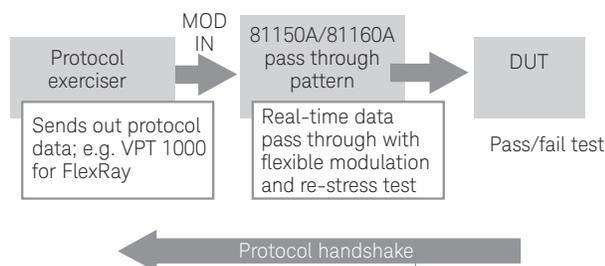 MOD
IN
Protocol
exerciser
81150A/81160A
pass through
pattern
DUT
Sends out protocol
data; e.g. VPT 1000
for FlexRay
Real-time data
pass through with
flexible modulation
and re-stress test
Pass/fail test
Protocol handshake